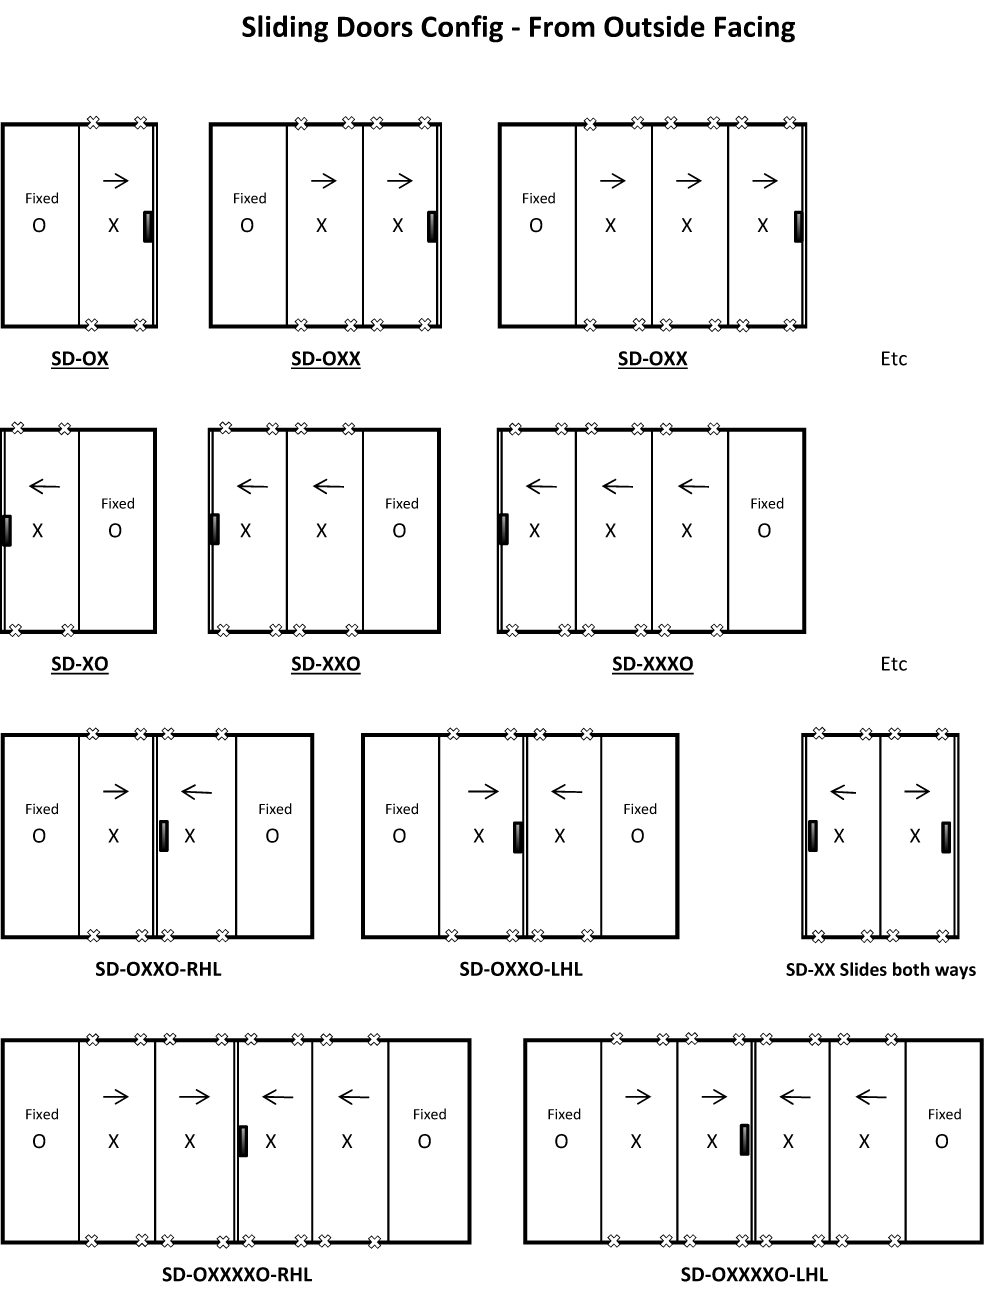 Sliding Doors Config - From Outside Facing
Fixed Fixed Fixed
O X O X X O X X X
SD-OX SD-OXX SD-OXX Etc
Fixed Fixed Fixed
X O X X O X X X O
SD-XO SD-XXO SD-XXXO Etc
Fixed Fixed Fixed Fixed
O X X O O X X O X X
SD-OXXO-RHL SD-OXXO-LHL SD-XX Slides both ways
Fixed Fixed Fixed Fixed
O X X X X O O X X X X O
SD-OXXXXO-RHL SD-OXXXXO-LHL